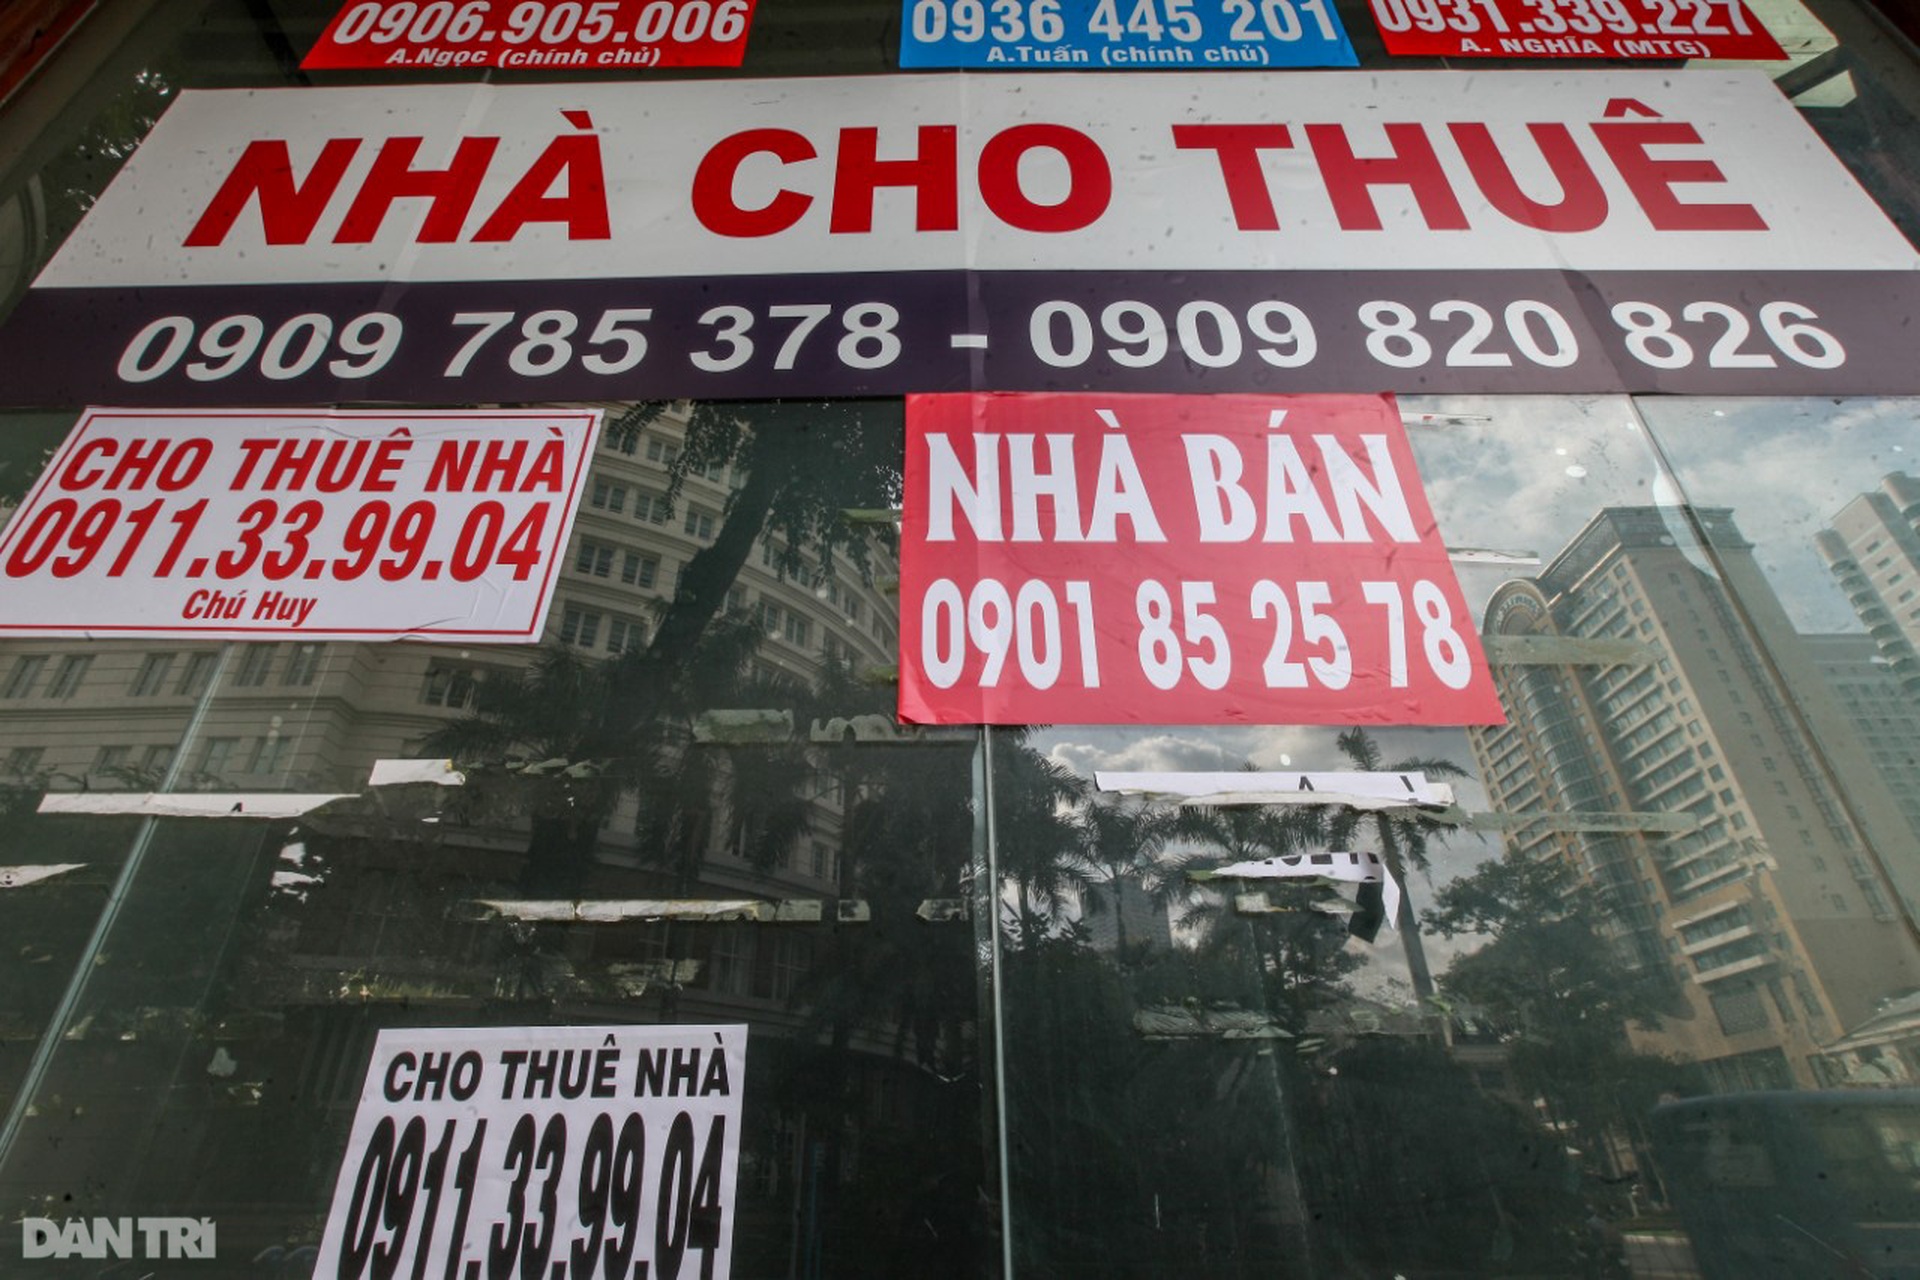 0906.905.006
A.Ngọc (chính chủ)
0936 445 201
A.Tuấn (chính chủ)
0931.339.227
A. NGHĨA (MTG)
NHÀ CHO THUÊ
0909 785 378 - 0909 820 826
CHO THUÊ NHÀ
0911.33.99.04
Chú Huy
NHÀ BÁN
0901 85 25 78
CHO THUÊ NHÀ
0911.33.99.04
DÂN TRÍ